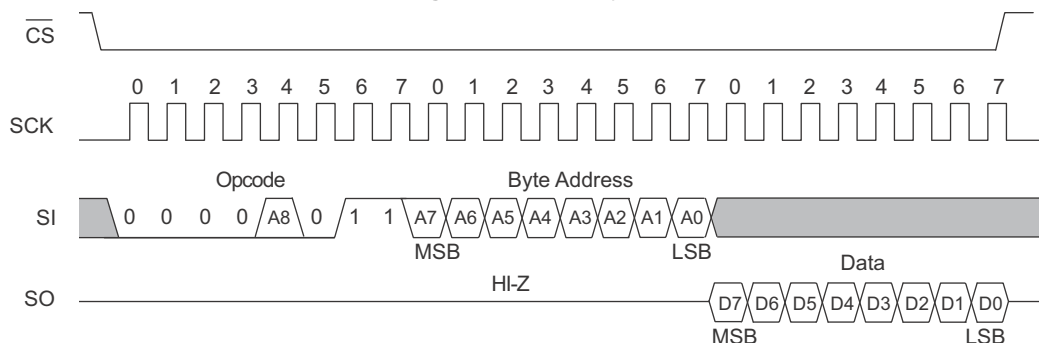 CS
0 1 2 3 4 5 6 7 0 1 2 3 4 5 6 7 0 1 2 3 4 5 6 7
SCK
Opcode Byte Address
SI 0 0 0 0 A8 0 1 1 A7 A6 A5 A4 A3 A2 A1 A0
MSB LSB
HI-Z Data
SO D7 D6 D5 D4 D3 D2 D1 D0
MSB LSB